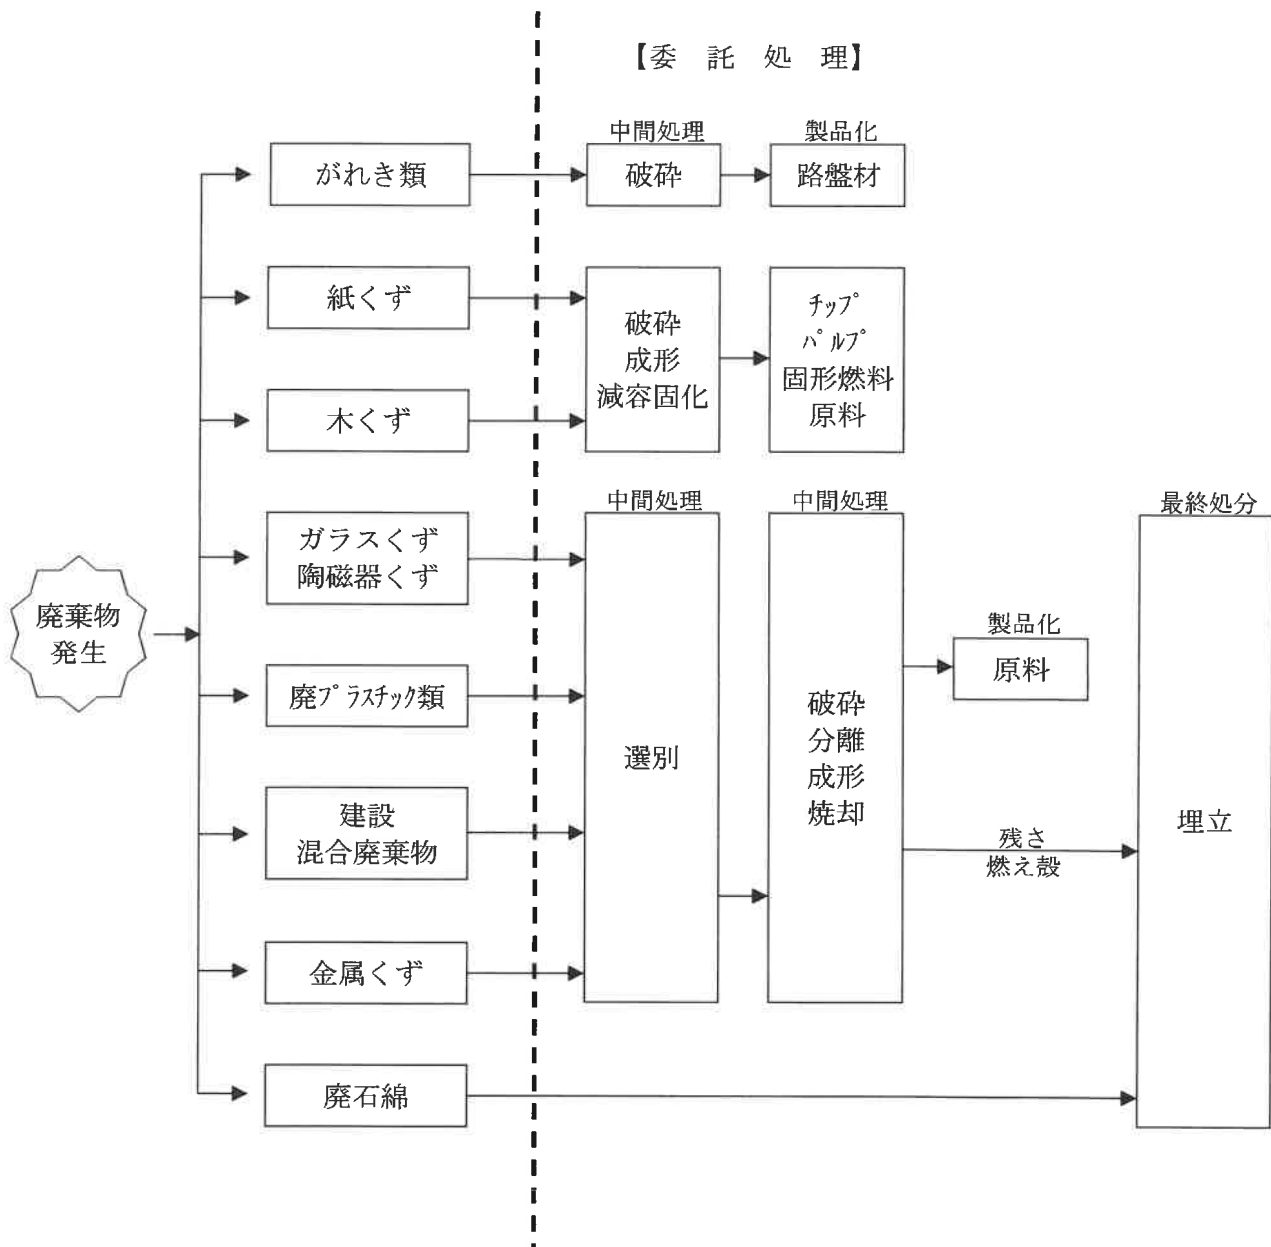 【委託処理】
中間処理
製品化
がれき類
破砕
路盤材
紙くず
木くず
破砕
成形
減容固化
チップ
パルプ
固形燃料
原料
中間処理
中間処理
最終処分
ガラスくず
陶磁器くず
廃棄物
発生
廃プラスチック類
建設
混合廃棄物
金属くず
廃石綿
選別
破砕
分離
成形
焼却
製品化
原料
残さ
燃え殻
埋立